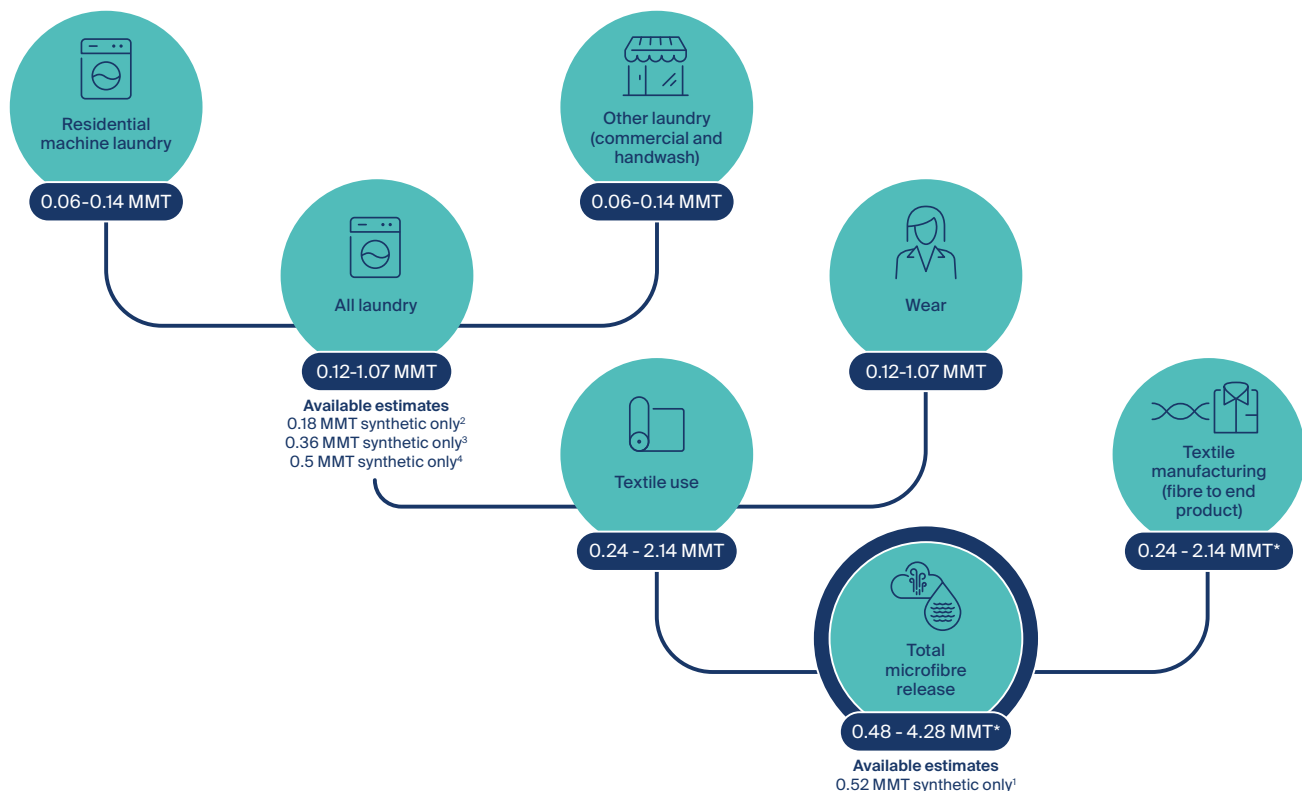 Residential
machine laundry
0.06-0.14 MMT
Other laundry
(commercial and
handwash)
0.06-0.14 MMT
All laundry
0.12-1.07 MMT
Available estimates
0.18 MMT synthetic only²
0.36 MMT synthetic only³
0.5 MMT synthetic only⁴
Wear
0.12-1.07 MMT
Textile use
0.24 - 2.14 MMT
Textile
manufacturing
(fibre to end
product)
0.24 - 2.14 MMT*
Total
microfibre
release
0.48 - 4.28 MMT*
Available estimates
0.52 MMT synthetic only¹